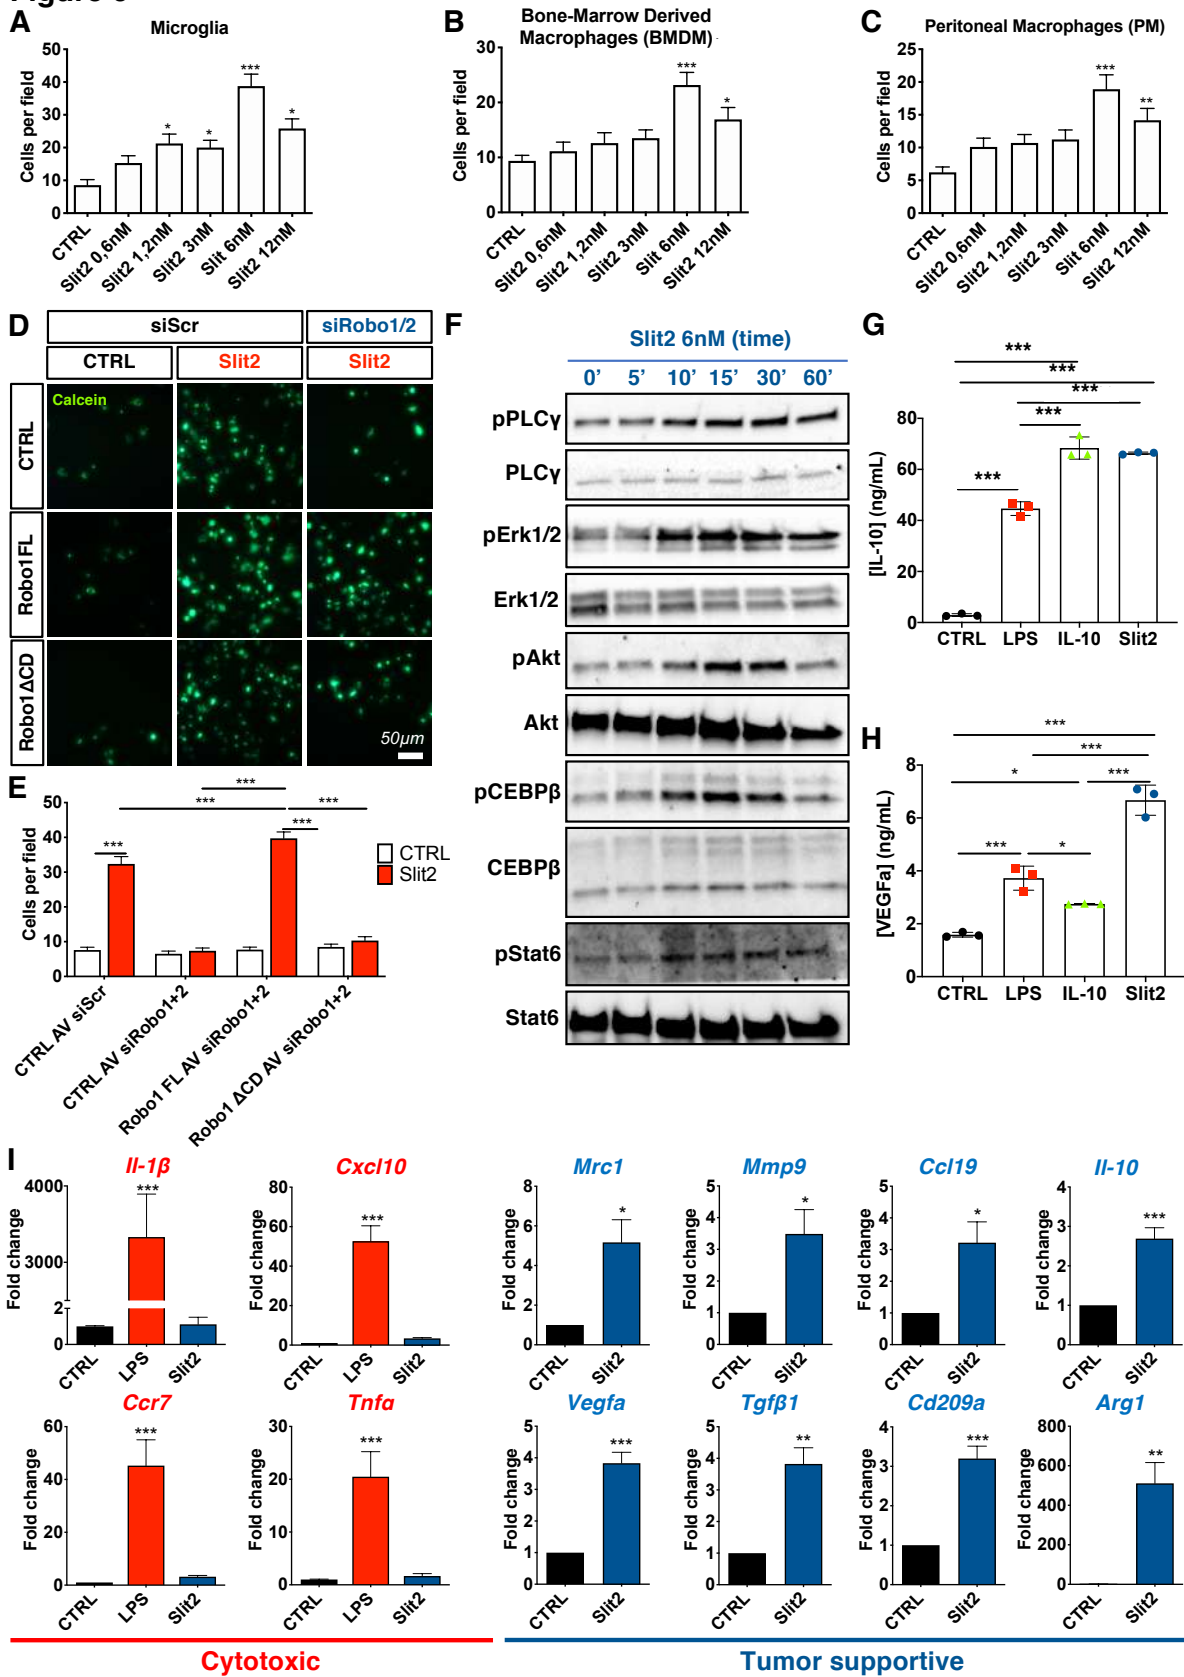 A
Microglia
Cells per field
50
40
30
20
10
0
***
*
*
*
CTRL
Slit2 0,6nM
Slit2 1,2nM
Slit2 3nM
Slit 6nM
Slit2 12nM
B
Bone-Marrow Derived
Macrophages (BMDM)
Cells per field
30
20
10
0
***
*
CTRL
Slit2 0,6nM
Slit2 1,2nM
Slit2 3nM
Slit 6nM
Slit2 12nM
C
Peritoneal Macrophages (PM)
Cells per field
25
20
15
10
5
0
***
**
CTRL
Slit2 0,6nM
Slit2 1,2nM
Slit2 3nM
Slit 6nM
Slit2 12nM
D
siScr
siRobo1/2
CTRL
Slit2
Slit2
CTRL
Calcein
Robo1FL
Robo1ΔCD
50μm
E
Cells per field
50
40
30
20
10
0
***
***
***
***
***
CTRL
Slit2
CTRL AV siScr
CTRL AV siRobo1+2
Robo1 FL AV siRobo1+2
Robo1 ΔCD AV siRobo1+2
F
Slit2 6nM (time)
0’ 5’ 10’ 15’ 30’ 60’
pPLCγ
PLCγ
pErk1/2
Erk1/2
pAkt
Akt
pCEBPβ
CEBPβ
pStat6
Stat6
G
[IL-10] (ng/mL)
80
60
40
20
0
***
***
***
***
***
CTRL LPS IL-10 Slit2
H
[VEGFa] (ng/mL)
8
6
4
2
0
***
***
*
***
***
*
CTRL LPS IL-10 Slit2
I
Il-1β
Fold change
4000
3000
2
0
***
CTRL
LPS
Slit2
Cxcl10
Fold change
80
60
40
20
0
***
CTRL
LPS
Slit2
Mrc1
Fold change
8
6
4
2
0
*
CTRL
Slit2
Mmp9
Fold change
5
4
3
2
1
0
*
CTRL
Slit2
Ccl19
Fold change
5
4
3
2
1
0
*
CTRL
Slit2
Il-10
Fold change
4
3
2
1
0
***
CTRL
Slit2
Ccr7
Fold change
60
40
20
0
***
CTRL
LPS
Slit2
Tnfα
Fold change
30
20
10
0
***
CTRL
LPS
Slit2
Vegfa
Fold change
5
4
3
2
1
0
***
CTRL
Slit2
Tgfβ1
Fold change
5
4
3
2
1
0
**
CTRL
Slit2
Cd209a
Fold change
4
3
2
1
0
***
CTRL
Slit2
Arg1
Fold change
800
600
400
200
0
**
CTRL
Slit2
Cytotoxic
Tumor supportive